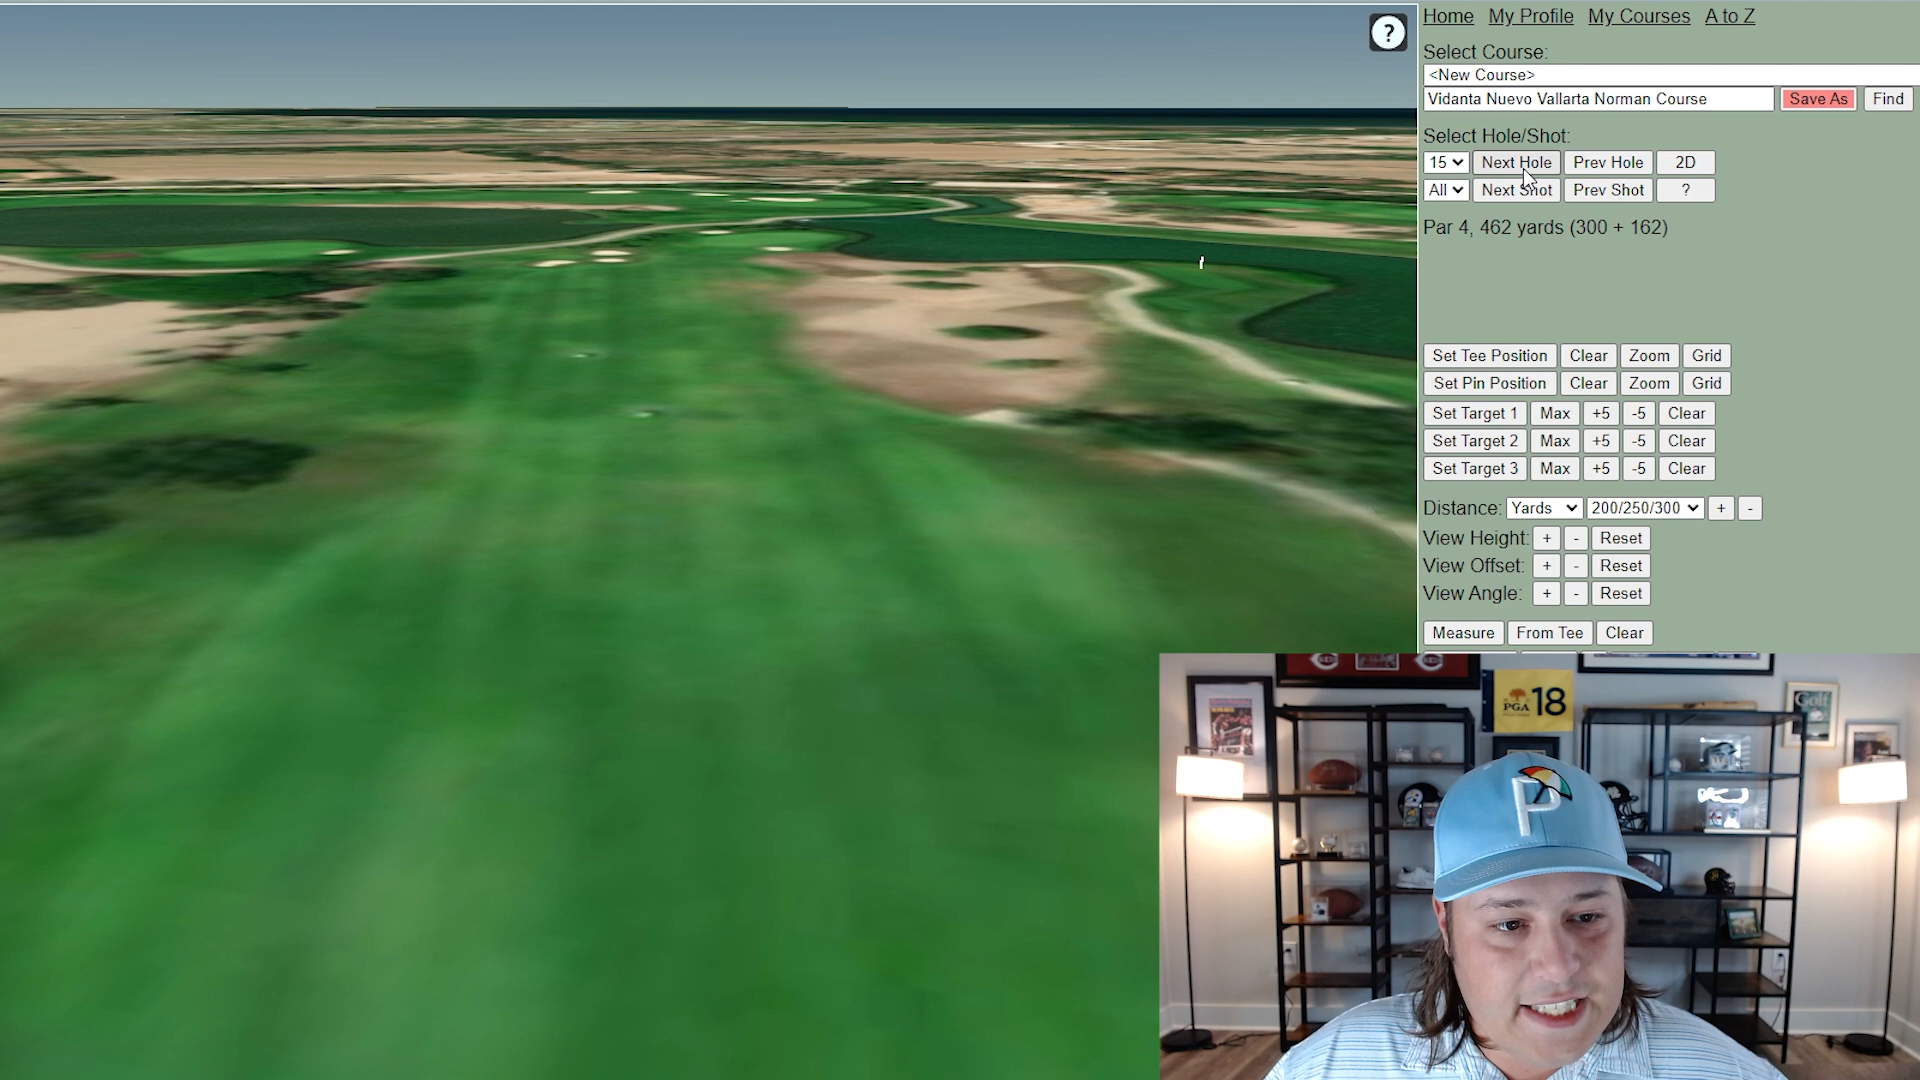 ?
Home My Profile My Courses A to Z
Select Course:
<New Course>
Vidanta Nuevo Vallarta Norman Course Save As Find
Select Hole/Shot:
15 Next Hole Prev Hole 2D
All Next Shot Prev Shot ?
Par 4, 462 yards (300 + 162)
Set Tee Position Clear Zoom Grid
Set Pin Position Clear Zoom Grid
Set Target 1 Max +5 -5 Clear
Set Target 2 Max +5 -5 Clear
Set Target 3 Max +5 -5 Clear
Distance: Yards 200/250/300 + -
View Height: + - Reset
View Offset: + - Reset
View Angle: + - Reset
Measure From Tee Clear
PGA 18
Golf
P